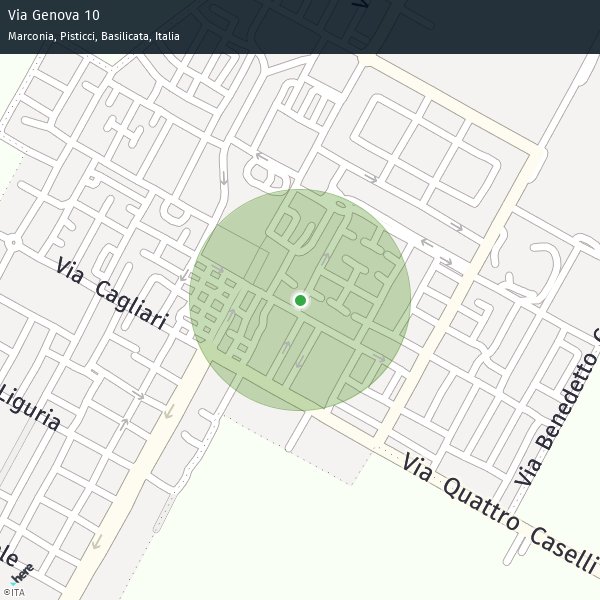 Via Genova 10
Marconia, Pisticci, Basilicata, Italia
Via Cagliari
Liguria
Via Benedetto
Via Quattro Caselli
here
©ITA